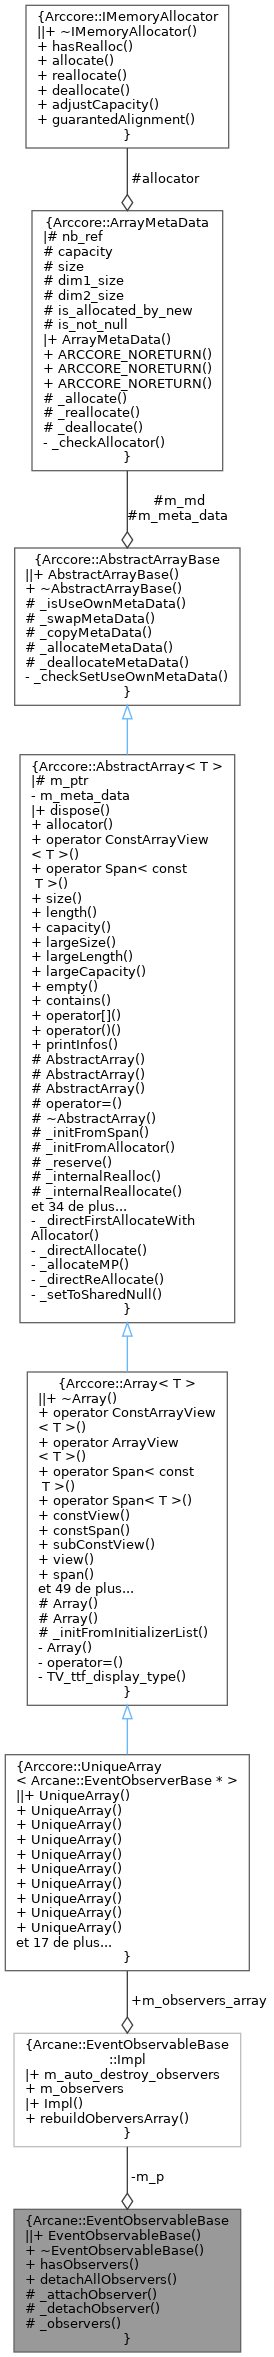 {Arccore::IMemoryAllocator
||+ ~IMemoryAllocator()
+ hasRealloc()
+ allocate()
+ reallocate()
+ deallocate()
+ adjustCapacity()
+ guarantedAlignment()
}
#allocator
{Arccore::ArrayMetaData
|# nb_ref
# capacity
# size
# dim1_size
# dim2_size
# is_allocated_by_new
# is_not_null
|+ ArrayMetaData()
+ ARCCORE_NORETURN()
+ ARCCORE_NORETURN()
+ ARCCORE_NORETURN()
# _allocate()
# _reallocate()
# _deallocate()
- _checkAllocator()
}
#m_md
#m_meta_data
{Arccore::AbstractArrayBase
||+ AbstractArrayBase()
+ ~AbstractArrayBase()
# _isUseOwnMetaData()
# _swapMetaData()
# _copyMetaData()
# _allocateMetaData()
# _deallocateMetaData()
- _checkSetUseOwnMetaData()
}
{Arccore::AbstractArray< T >
|# m_ptr
- m_meta_data
|+ dispose()
+ allocator()
+ operator ConstArrayView
< T >()
+ operator Span< const
T >()
+ size()
+ length()
+ capacity()
+ largeSize()
+ largeLength()
+ largeCapacity()
+ empty()
+ contains()
+ operator[]()
+ operator()()
+ printInfos()
# AbstractArray()
# AbstractArray()
# AbstractArray()
# operator=()
# ~AbstractArray()
# _initFromSpan()
# _initFromAllocator()
# _reserve()
# _internalRealloc()
# _internalReallocate()
et 34 de plus...
- _directFirstAllocateWith
Allocator()
- _directAllocate()
- _allocateMP()
- _directReAllocate()
- _setToSharedNull()
}
{Arccore::Array< T >
||+ ~Array()
+ operator ConstArrayView
< T >()
+ operator ArrayView
< T >()
+ operator Span< const
T >()
+ operator Span< T >()
+ constView()
+ constSpan()
+ subConstView()
+ view()
+ span()
et 49 de plus...
# Array()
# Array()
# _initFromInitializerList()
- Array()
- operator=()
- TV_ttf_display_type()
}
{Arccore::UniqueArray
< Arcane::EventObserverBase * >
||+ UniqueArray()
+ UniqueArray()
+ UniqueArray()
+ UniqueArray()
+ UniqueArray()
+ UniqueArray()
+ UniqueArray()
+ UniqueArray()
+ UniqueArray()
+ UniqueArray()
et 17 de plus...
}
+m_observers_array
{Arcane::EventObservableBase
::Impl
|+ m_auto_destroy_observers
+ m_observers
|+ Impl()
+ rebuildOberversArray()
}
-m_p
{Arcane::EventObservableBase
||+ EventObservableBase()
+ ~EventObservableBase()
+ hasObservers()
+ detachAllObservers()
# _attachObserver()
# _detachObserver()
# _observers()
}